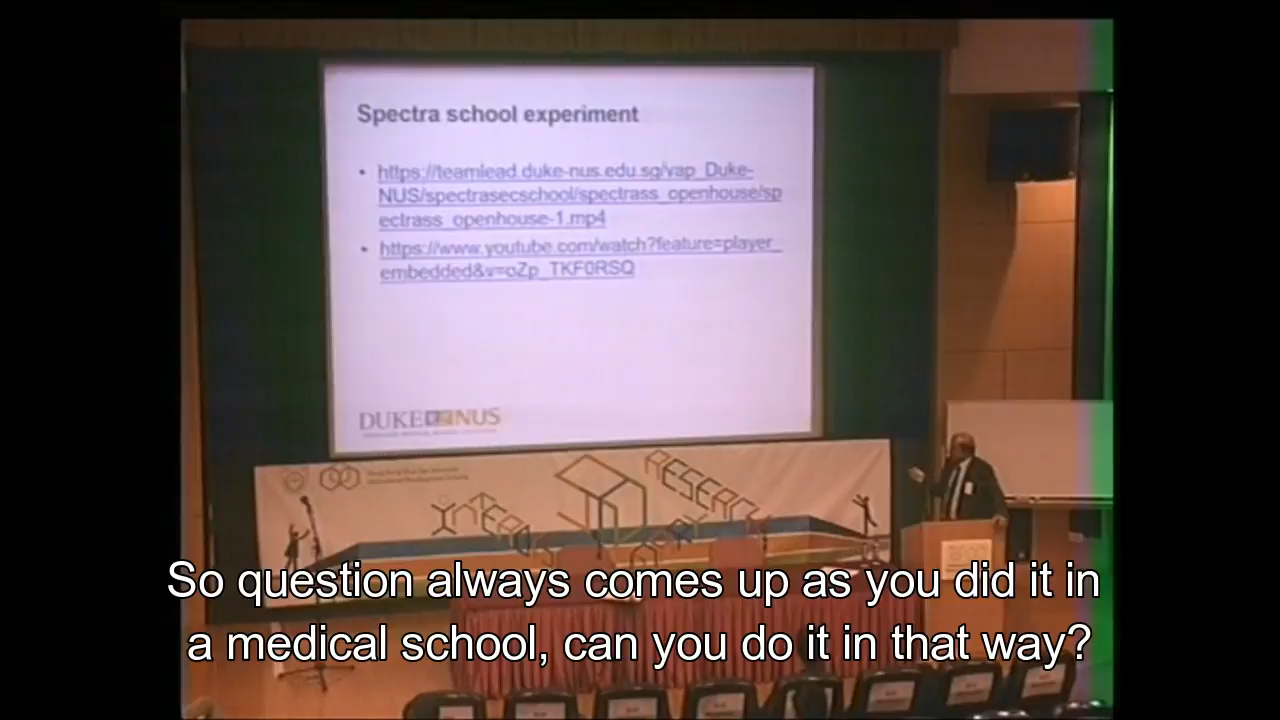 Spectra school experiment
• https://teamlead.duke-nus.edu.sg/vap_Duke-
NUS/spectrasecschool/spectrass_openhouse/sp
ectrass_openhouse-1.mp4
• https://www.youtube.com/watch?feature=player_
embedded&v=oZp_TKF0RSQ
DUKE NUS
RESEARCH
So question always comes up as you did it in
a medical school, can you do it in that way?